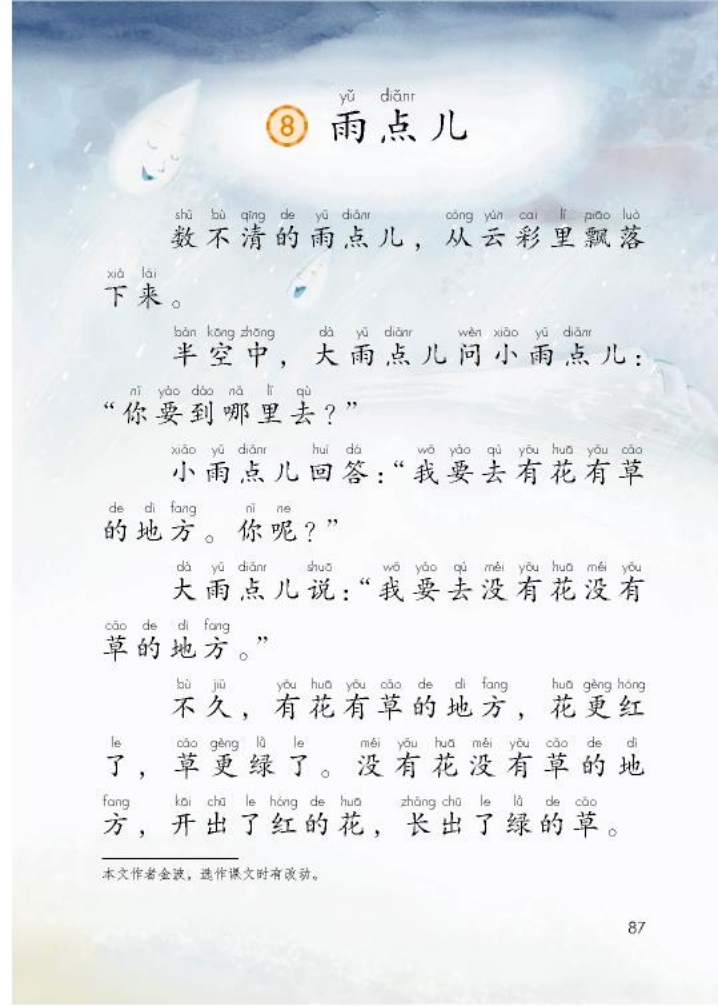 yǔ diǎnr
8 雨点儿
shǔ bù qīng de yǔ diǎnr cóng yún cai lǐ piāo luò
数不清的雨点儿，从云彩里飘落
xià lái
下来。
bàn kōng zhōng dà yǔ diǎnr wèn xiǎo yǔ diǎnr
半空中，大雨点儿问小雨点儿：
nǐ yào dào nǎ lǐ qù
“你要到哪里去？”
xiǎo yǔ diǎnr huí dá wǒ yào qù yǒu huā yǒu cǎo
小雨点儿回答：“我要去有花有草
de dì fang nǐ ne
的地方。你呢？”
dà yǔ diǎnr shuō wǒ yào qù méi yǒu huā méi yǒu
大雨点儿说：“我要去没有花没有
cǎo de dì fang
草的地方。”
bù jiǔ yǒu huā yǒu cǎo de dì fang huā gèng hóng
不久，有花有草的地方，花更红
le cǎo gèng lǜ le méi yǒu huā méi yǒu cǎo de dì
了，草更绿了。没有花没有草的地
fang kāi chū le hóng de huā zhǎng chū le lǜ de cǎo
方，开出了红的花，长出了绿的草。
本文作者金波，选作课文时有改动。
87